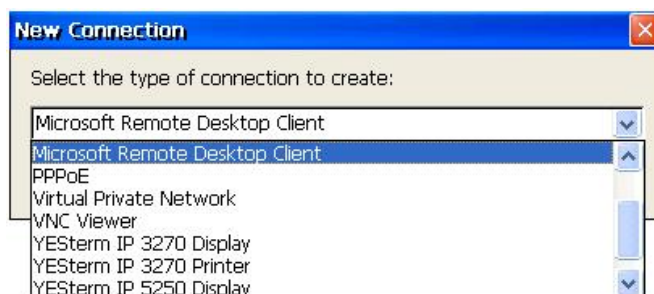 New Connection
Select the type of connection to create:
Microsoft Remote Desktop Client
Microsoft Remote Desktop Client
PPPoE
Virtual Private Network
VNC Viewer
YESterm IP 3270 Display
YESterm IP 3270 Printer
YESterm IP 5250 Display